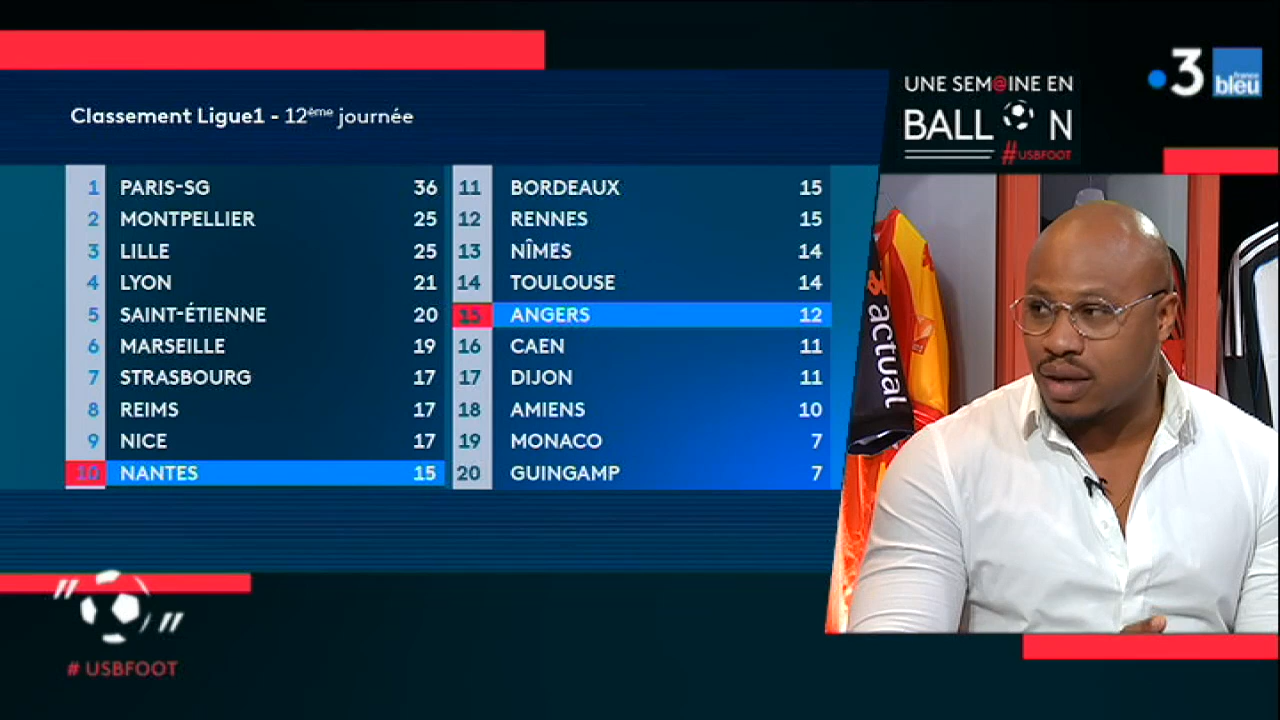 Classement Ligue1 - 12ème journée
1 PARIS-SG 36
2 MONTPELLIER 25
3 LILLE 25
4 LYON 21
5 SAINT-ÉTIENNE 20
6 MARSEILLE 19
7 STRASBOURG 17
8 REIMS 17
9 NICE 17
10 NANTES 15
11 BORDEAUX 15
12 RENNES 15
13 NÎMES 14
14 TOULOUSE 14
15 ANGERS 12
16 CAEN 11
17 DIJON 11
18 AMIENS 10
19 MONACO 7
20 GUINGAMP 7
UNE SEM@INE EN
BALL N
#USBFOOT
3
france
bleu
actual
# USBFOOT